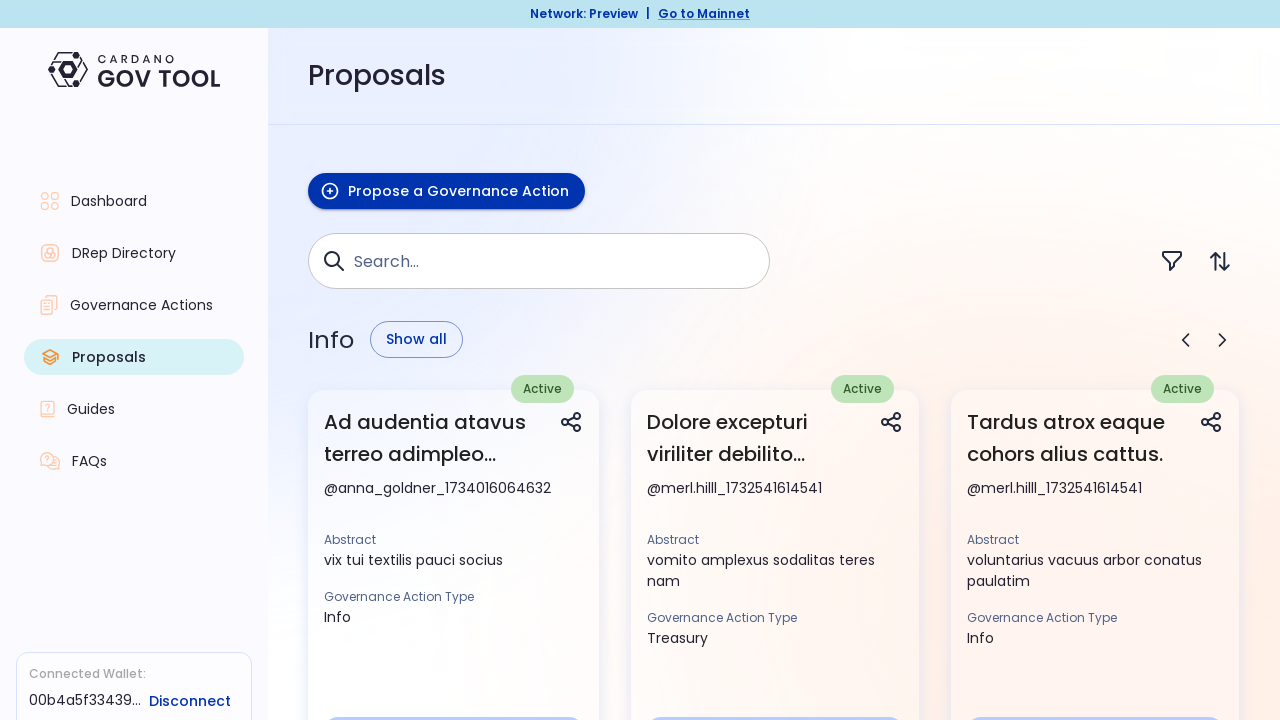 Network: Preview | Go to Mainnet
CARDANO
GOV TOOL
Proposals
Dashboard
DRep Directory
Governance Actions
Proposals
Guides
FAQs
Connected Wallet:
00b4a5f33439... Disconnect
Propose a Governance Action
Search...
Info Show all
Active
Ad audentia atavus
terreo adimpleo...
@anna_goldner_1734016064632
Abstract
vix tui textilis pauci socius
Governance Action Type
Info
Active
Dolore excepturi
viriliter debilito...
@merl.hilll_1732541614541
Abstract
vomito amplexus sodalitas teres
nam
Governance Action Type
Treasury
Active
Tardus atrox eaque
cohors alius cattus.
@merl.hilll_1732541614541
Abstract
voluntarius vacuus arbor conatus
paulatim
Governance Action Type
Info